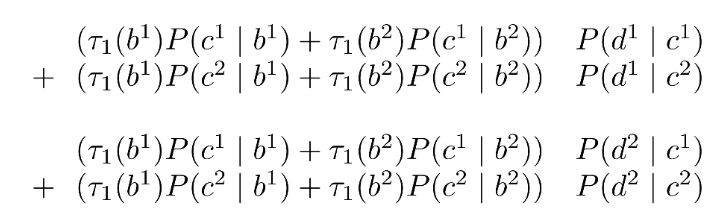 (τ₁(b¹)P(c¹ | b¹) + τ₁(b²)P(c¹ | b²)) P(d¹ | c¹)
+ (τ₁(b¹)P(c² | b¹) + τ₁(b²)P(c² | b²)) P(d¹ | c²)
(τ₁(b¹)P(c¹ | b¹) + τ₁(b²)P(c¹ | b²)) P(d² | c¹)
+ (τ₁(b¹)P(c² | b¹) + τ₁(b²)P(c² | b²)) P(d² | c²)